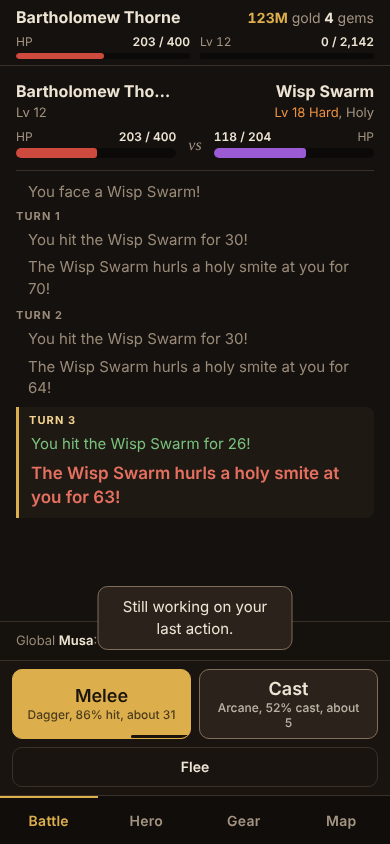 Bartholomew Thorne 123M gold 4 gems
HP 203 / 400 Lv 12 0 / 2,142
Bartholomew Tho... Wisp Swarm
Lv 12 Lv 18 Hard, Holy
HP 203 / 400 vs 118 / 204 HP
You face a Wisp Swarm!
TURN 1
You hit the Wisp Swarm for 30!
The Wisp Swarm hurls a holy smite at you for
70!
TURN 2
You hit the Wisp Swarm for 30!
The Wisp Swarm hurls a holy smite at you for
64!
TURN 3
You hit the Wisp Swarm for 26!
The Wisp Swarm hurls a holy smite at
you for 63!
Still working on your
last action.
Global Musa:
Melee
Dagger, 86% hit, about 31
Cast
Arcane, 52% cast, about
5
Flee
Battle Hero Gear Map